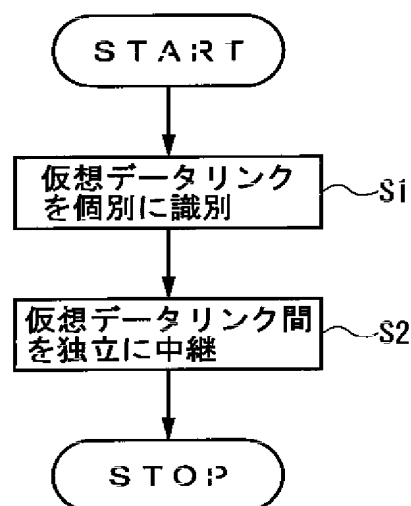 START
仮想データリンク
を個別に識別
S1
仮想データリンク間
を独立に中継
S2
STOP